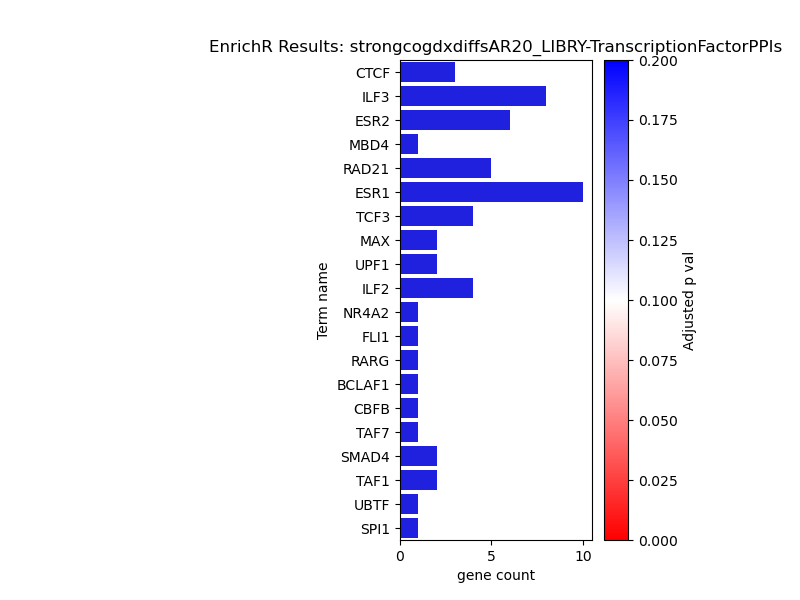 EnrichR Results: strongcogdxdiffsAR20_LIBRY-TranscriptionFactorPPIs
CTCF
ILF3
ESR2
MBD4
RAD21
ESR1
TCF3
MAX
UPF1
ILF2
NR4A2
FLI1
RARG
BCLAF1
CBFB
TAF7
SMAD4
TAF1
UBTF
SPI1
Term name
0 5 10
gene count
0.200
0.175
0.150
0.125
0.100
0.075
0.050
0.025
0.000
Adjusted p val